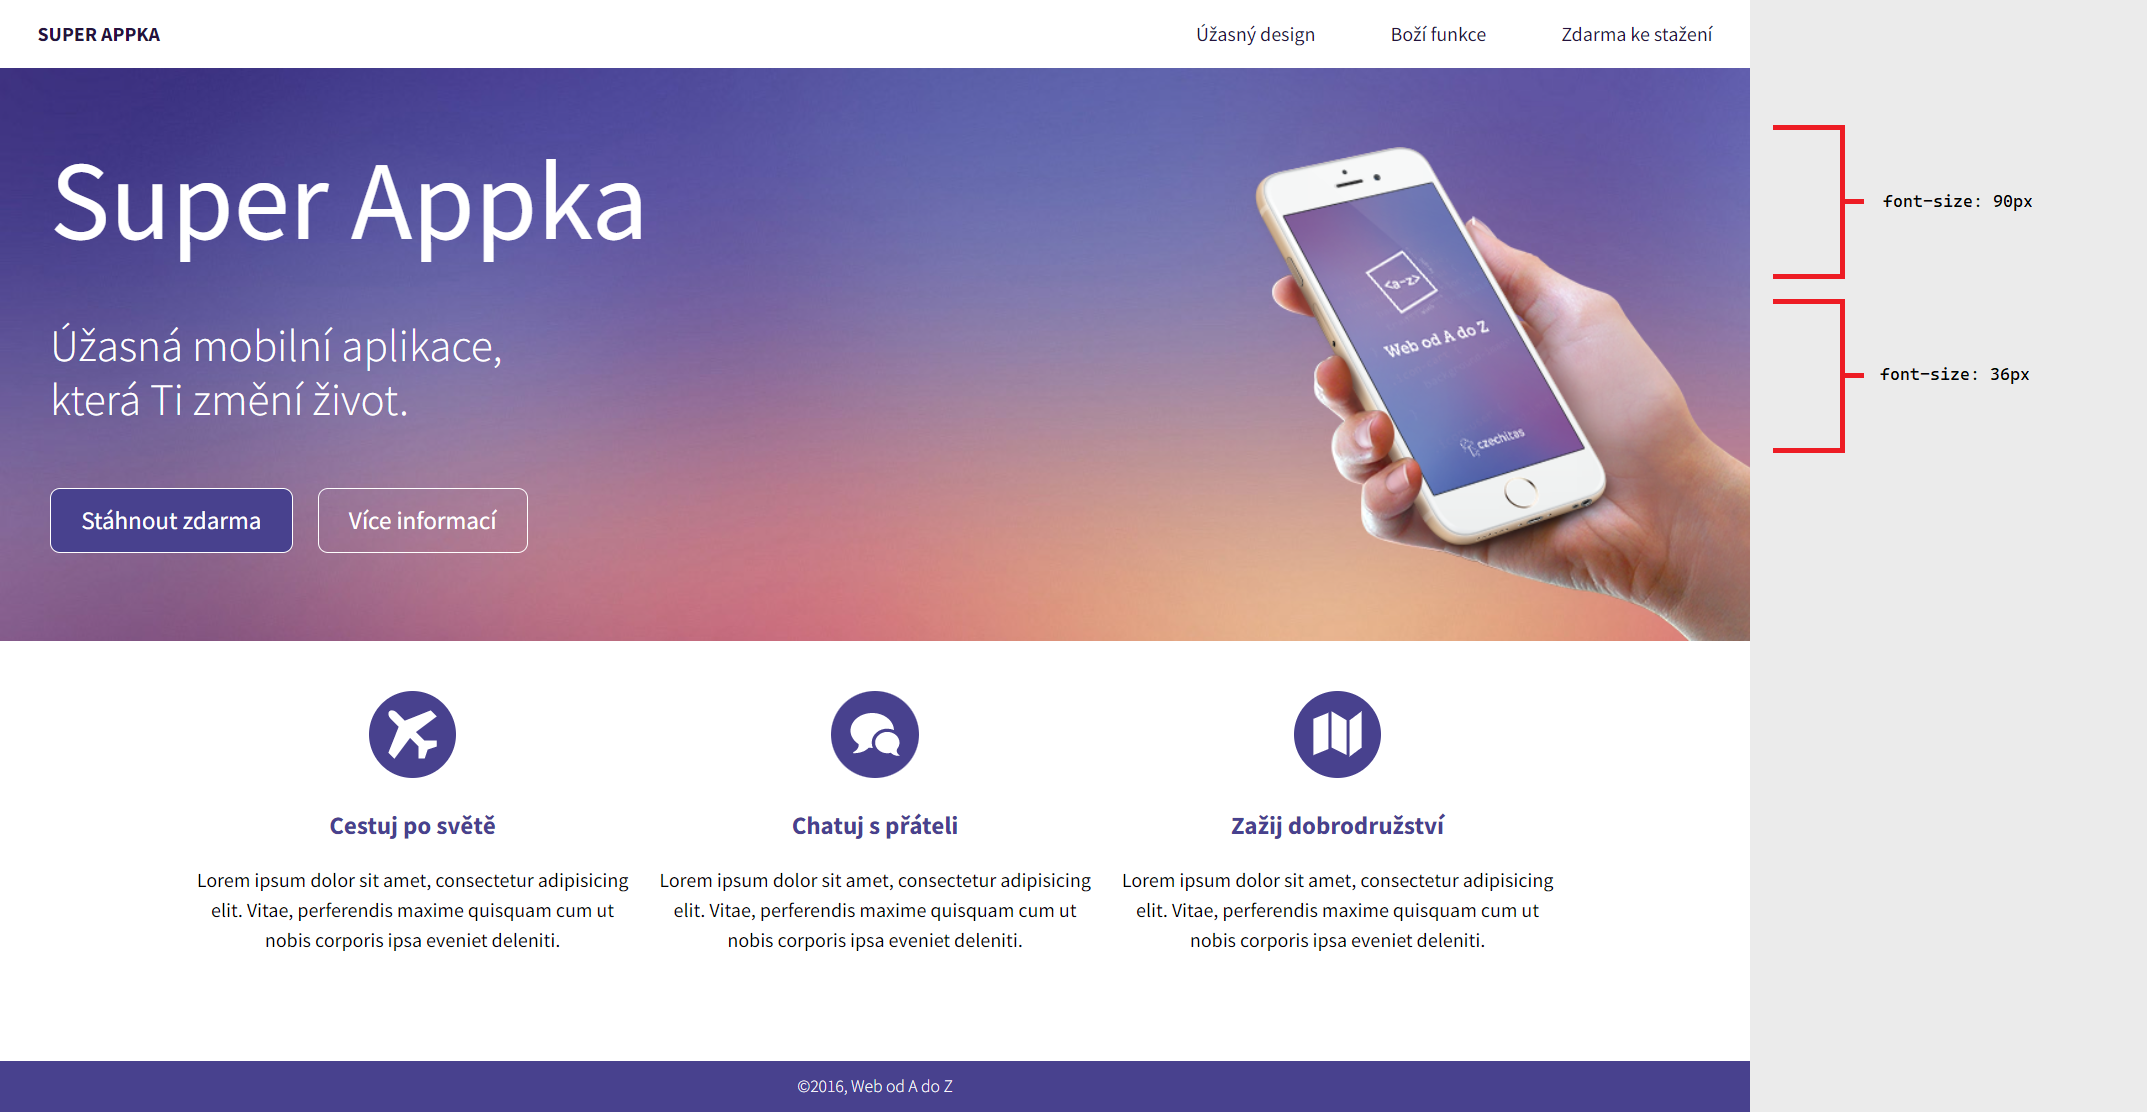 SUPER APPKA
Úžasný design
Boží funkce
Zdarma ke stažení
Super Appka
font-size: 90px
Úžasná mobilní aplikace,
která Ti změní život.
font-size: 36px
<a-z>
Web od A do Z
czechitas
Stáhnout zdarma
Více informací
Cestuj po světě
Lorem ipsum dolor sit amet, consectetur adipisicing
elit. Vitae, perferendis maxime quisquam cum ut
nobis corporis ipsa eveniet deleniti.
Chatuj s přáteli
Lorem ipsum dolor sit amet, consectetur adipisicing
elit. Vitae, perferendis maxime quisquam cum ut
nobis corporis ipsa eveniet deleniti.
Zažij dobrodružství
Lorem ipsum dolor sit amet, consectetur adipisicing
elit. Vitae, perferendis maxime quisquam cum ut
nobis corporis ipsa eveniet deleniti.
©2016, Web od A do Z